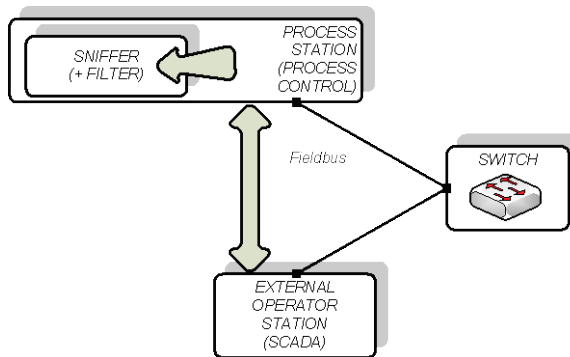 PROCESS
STATION
(PROCESS
CONTROL)
SNIFFER
(+ FILTER)
Fieldbus
SWITCH
EXTERNAL
OPERATOR
STATION
(SCADA)